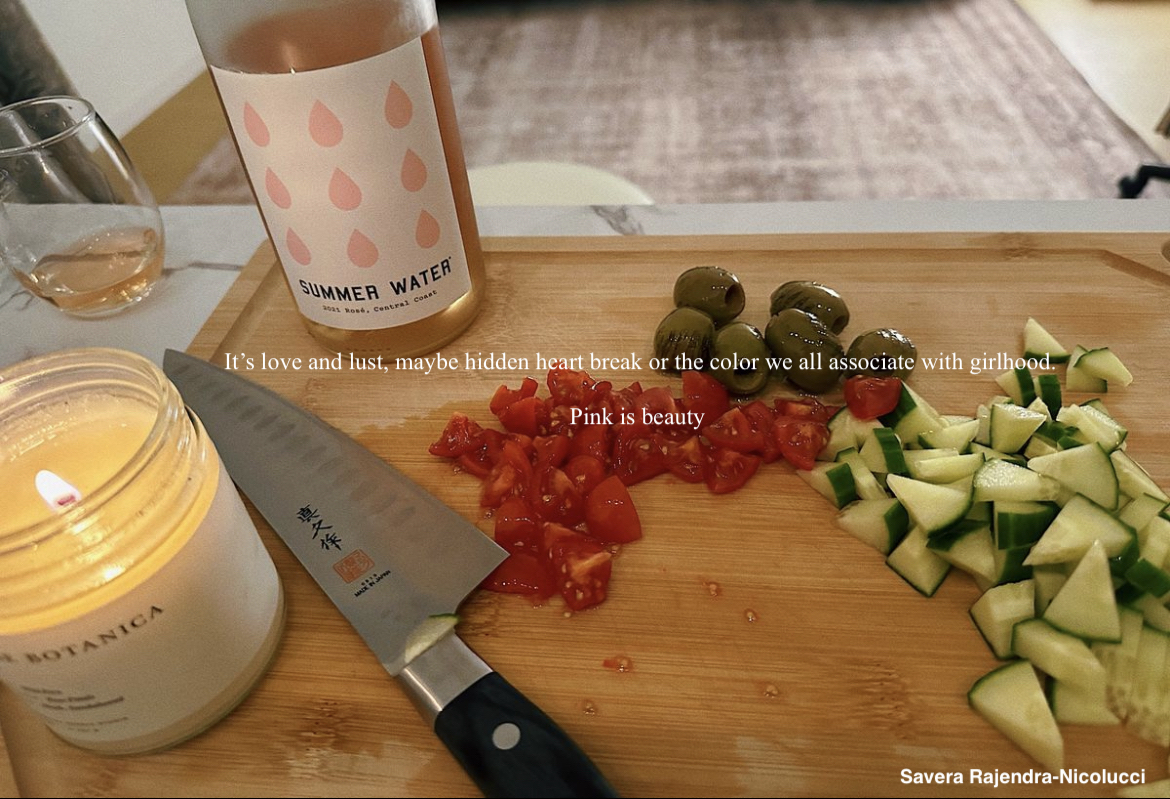 SUMMER WATER
2021 Rosé, Central Coast
It’s love and lust, maybe hidden heart break or the color we all associate with girlhood.
Pink is beauty
眞久作
MADE IN JAPAN
BOTANICA
Savera Rajendra-Nicolucci